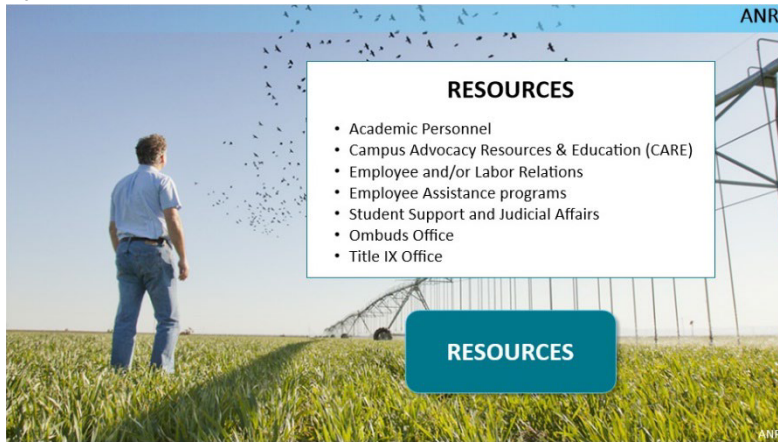 ANR
RESOURCES
• Academic Personnel
• Campus Advocacy Resources & Education (CARE)
• Employee and/or Labor Relations
• Employee Assistance programs
• Student Support and Judicial Affairs
• Ombuds Office
• Title IX Office
RESOURCES
ANR